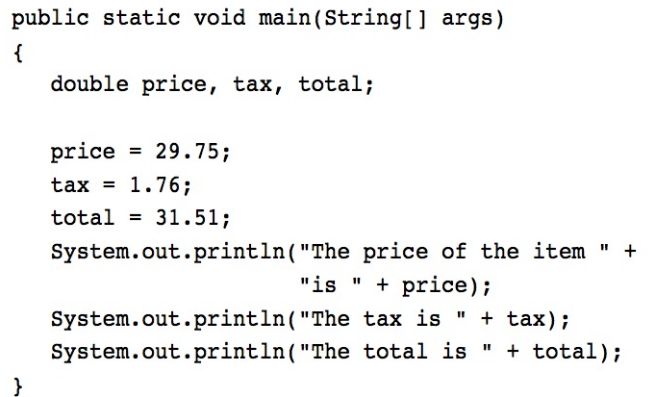 public static void main(String[] args)
{
   double price, tax, total;

   price = 29.75;
   tax = 1.76;
   total = 31.51;
   System.out.println("The price of the item " +
                      "is " + price);
   System.out.println("The tax is " + tax);
   System.out.println("The total is " + total);
}